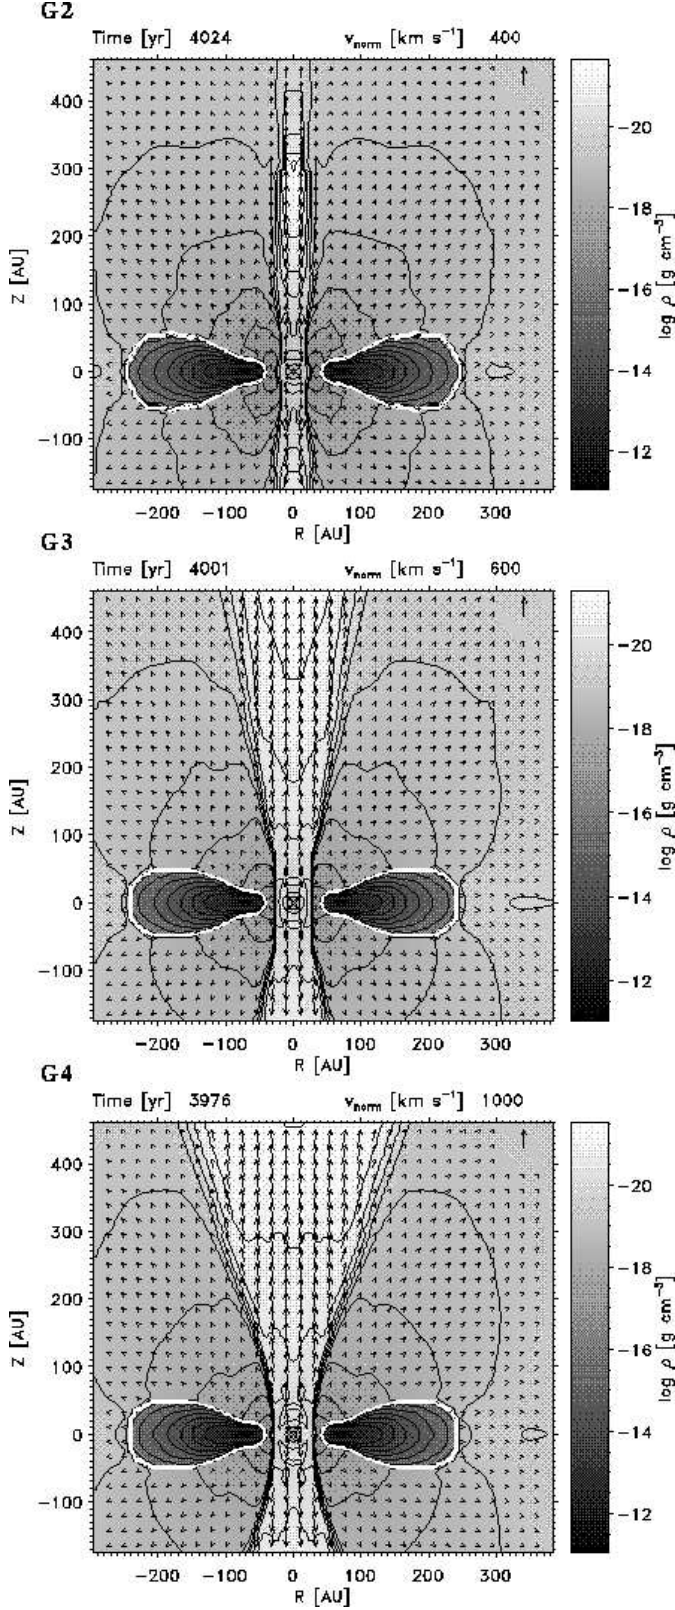 G2
Time [yr] 4024 v_norm [km s⁻¹] 400
400
300
200
100
0
−100
Z [AU]
−200 −100 0 100 200 300
R [AU]
−20
−18
−16
−14
−12
log ρ [g cm⁻³]
G3
Time [yr] 4001 v_norm [km s⁻¹] 600
400
300
200
100
0
−100
Z [AU]
−200 −100 0 100 200 300
R [AU]
−20
−18
−16
−14
−12
log ρ [g cm⁻³]
G4
Time [yr] 3976 v_norm [km s⁻¹] 1000
400
300
200
100
0
−100
Z [AU]
−200 −100 0 100 200 300
R [AU]
−20
−18
−16
−14
−12
log ρ [g cm⁻³]